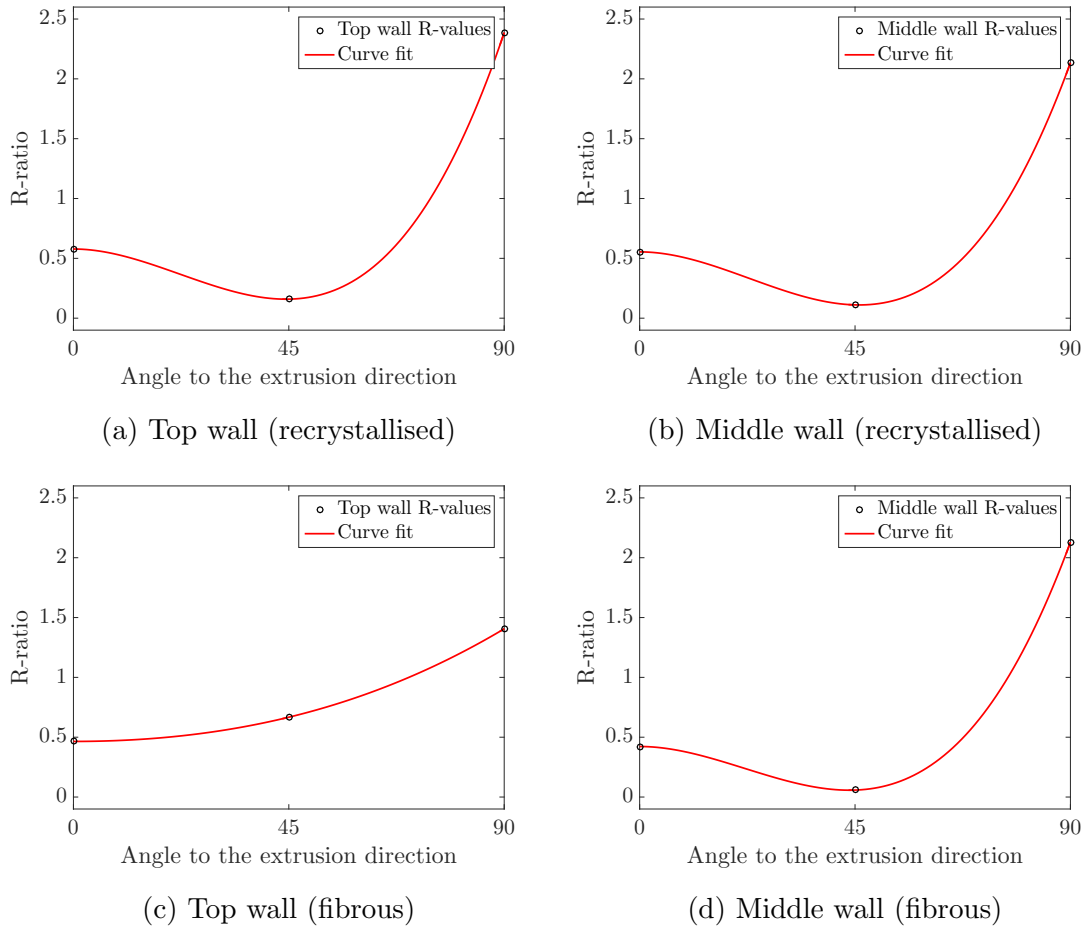 2.5
2
1.5
1
0.5
0
R-ratio
Top wall R-values
Curve fit
0 45 90
Angle to the extrusion direction
(a) Top wall (recrystallised)
2.5
2
1.5
1
0.5
0
R-ratio
Middle wall R-values
Curve fit
0 45 90
Angle to the extrusion direction
(b) Middle wall (recrystallised)
2.5
2
1.5
1
0.5
0
R-ratio
Top wall R-values
Curve fit
0 45 90
Angle to the extrusion direction
(c) Top wall (fibrous)
2.5
2
1.5
1
0.5
0
R-ratio
Middle wall R-values
Curve fit
0 45 90
Angle to the extrusion direction
(d) Middle wall (fibrous)